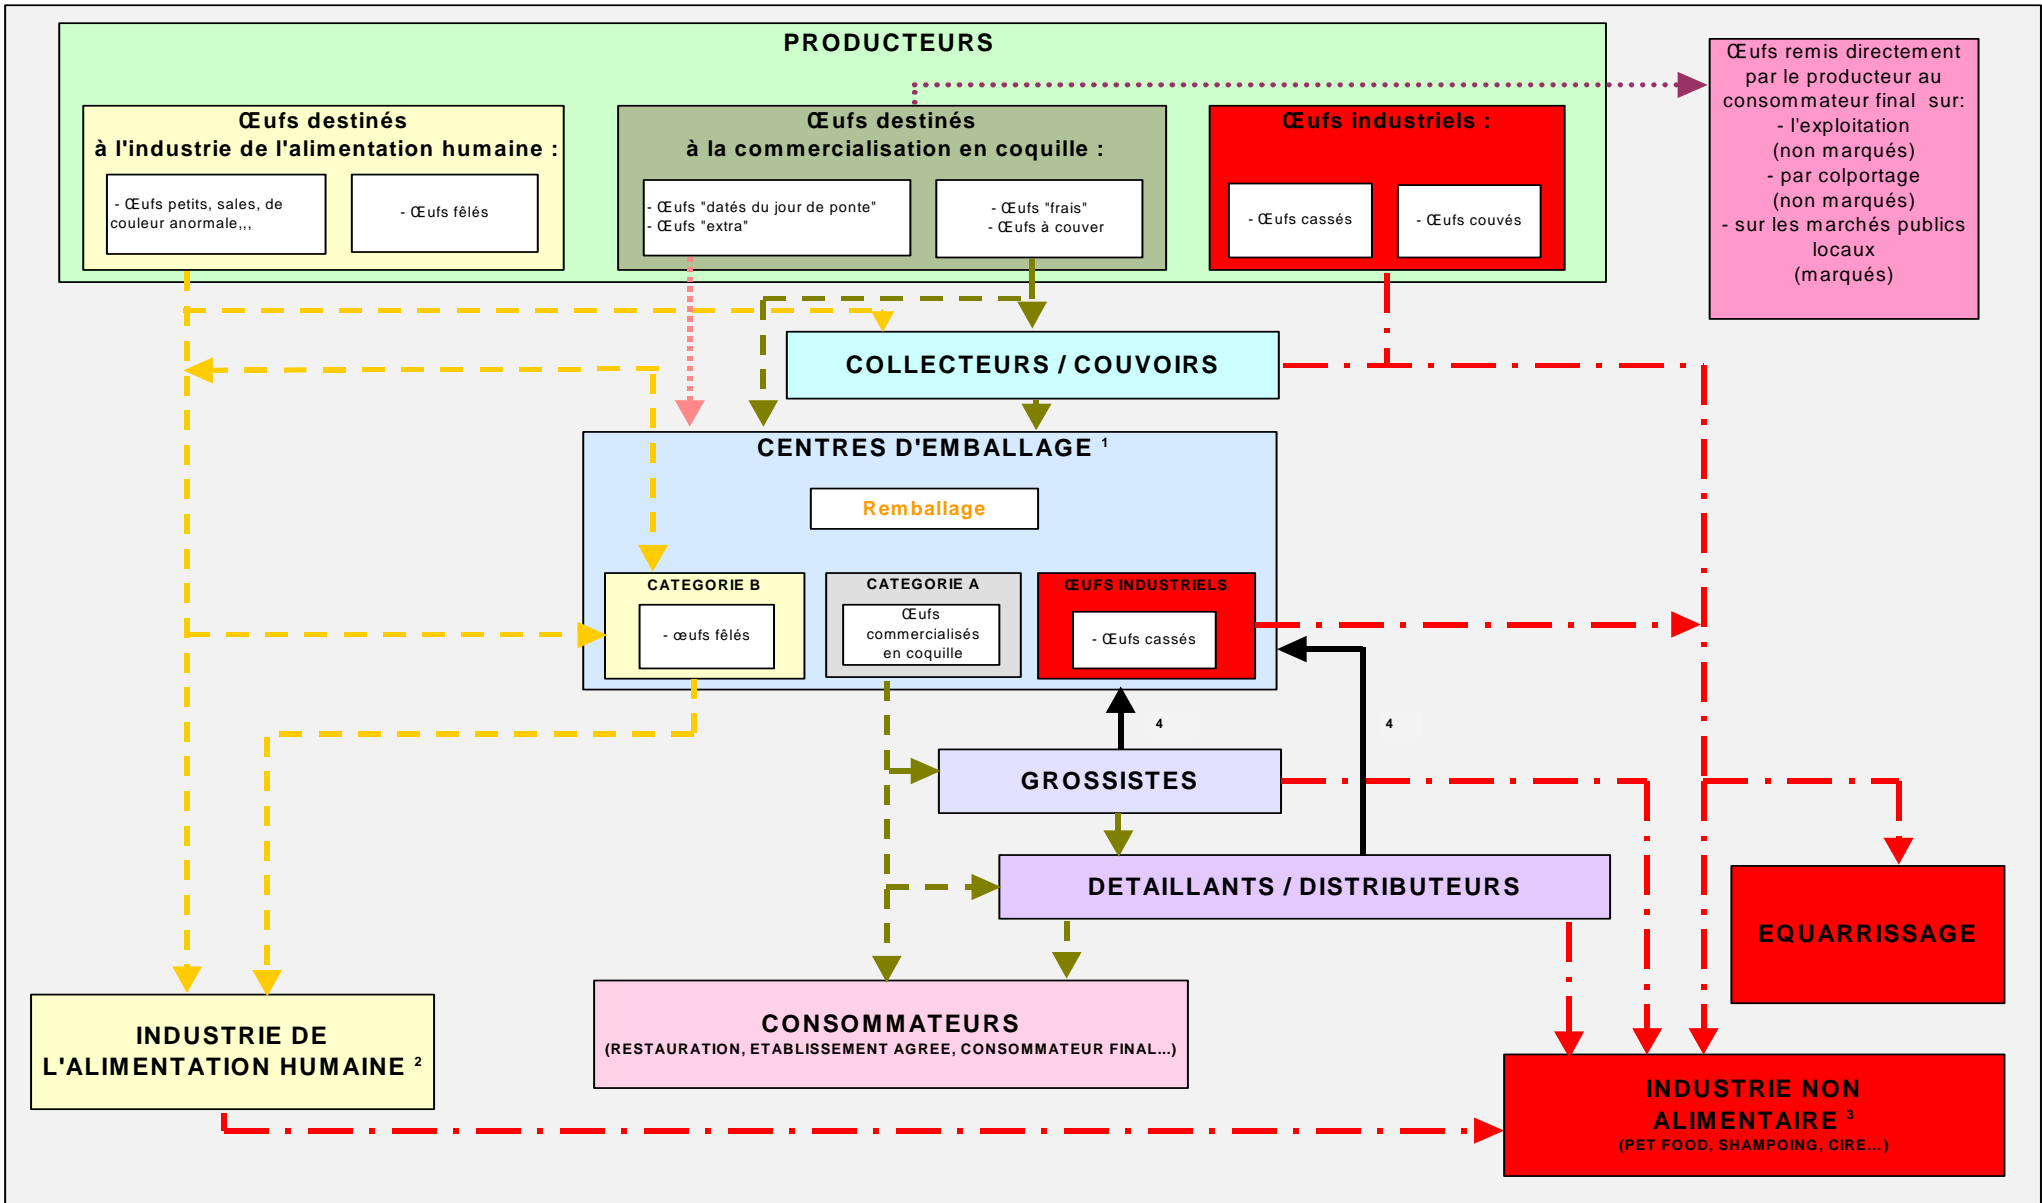 PRODUCTEURS
Œufs remis directement
par le producteur au
consommateur final sur:
- l'exploitation
(non marqués)
- par colportage
(non marqués)
- sur les marchés publics
locaux
(marqués)
Œufs destinés
à l'industrie de l'alimentation humaine :
- Œufs petits, sales, de
couleur anormale,,,
- Œufs fêlés
Œufs destinés
à la commercialisation en coquille :
- Œufs "datés du jour de ponte"
- Œufs "extra"
- Œufs "frais"
- Œufs à couver
Œufs industriels :
- Œufs cassés
- Œufs couvés
COLLECTEURS / COUVOIRS
CENTRES D'EMBALLAGE ¹
Remballage
CATEGORIE B
- œufs fêlés
CATEGORIE A
Œufs
commercialisés
en coquille
ŒUFS INDUSTRIELS
- Œufs cassés
4
4
GROSSISTES
DETAILLANTS / DISTRIBUTEURS
EQUARRISSAGE
INDUSTRIE DE
L'ALIMENTATION HUMAINE ²
CONSOMMATEURS
(RESTAURATION, ETABLISSEMENT AGREE, CONSOMMATEUR FINAL...)
INDUSTRIE NON
ALIMENTAIRE ³
(PET FOOD, SHAMPOING, CIRE...)